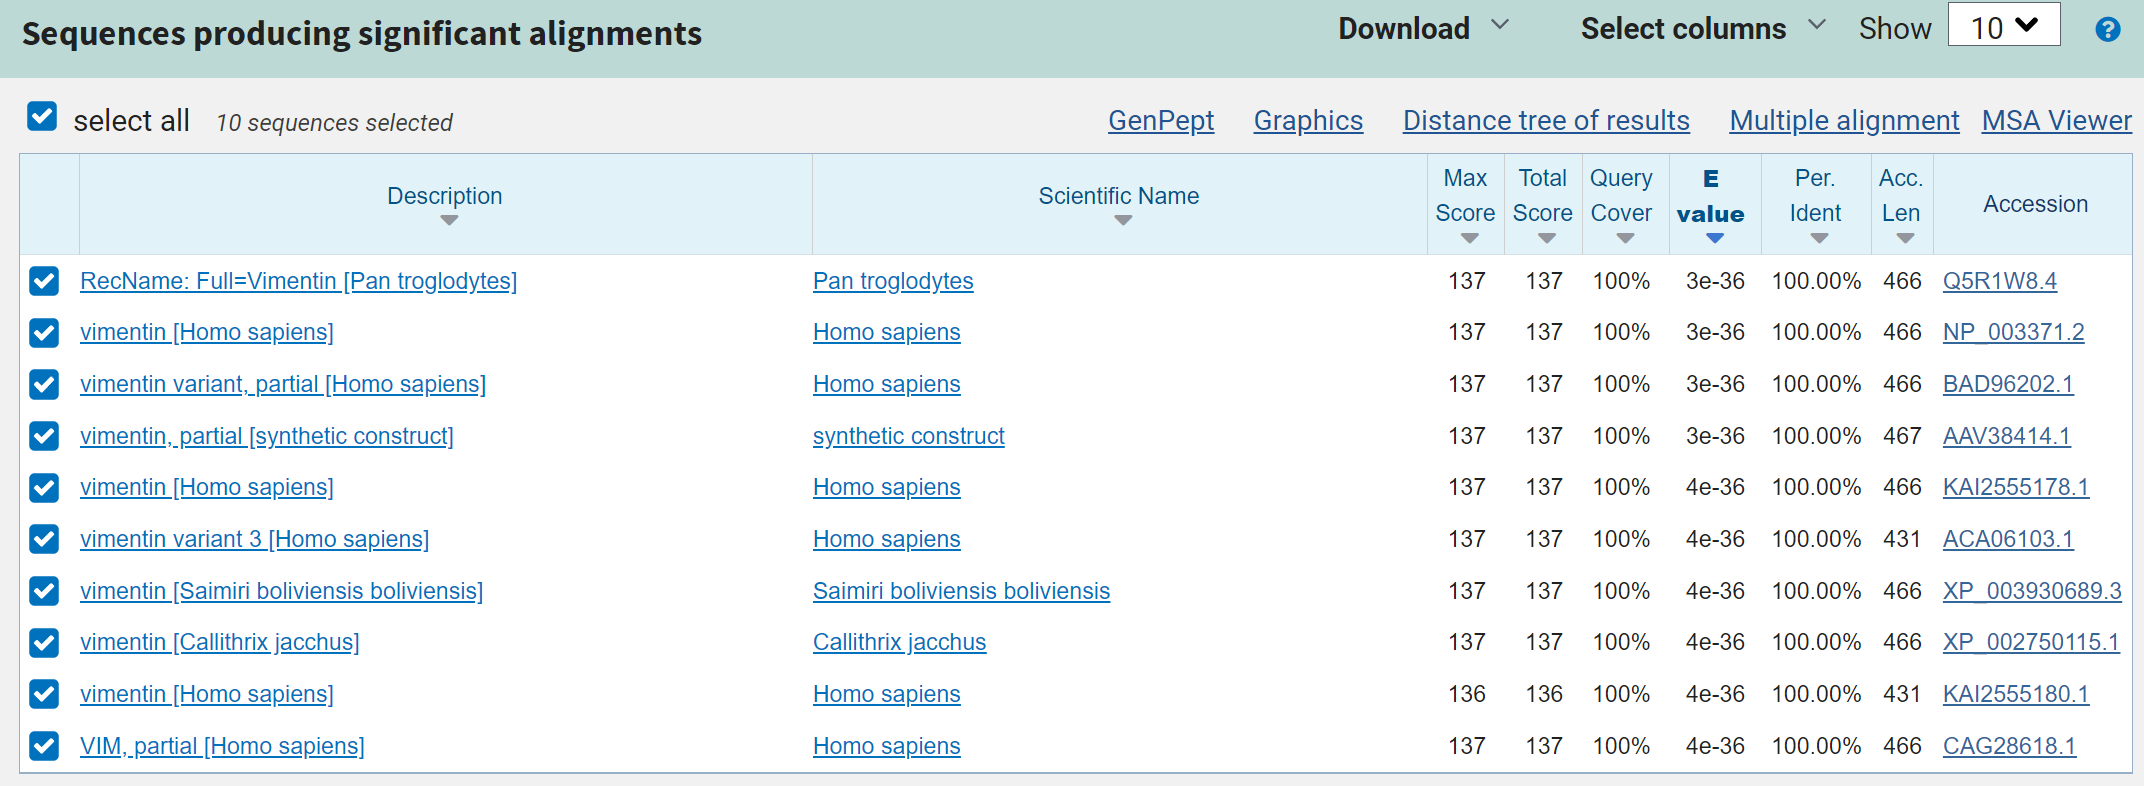 Sequences producing significant alignments Download Select columns Show 10 ?
select all 10 sequences selected GenPept Graphics Distance tree of results Multiple alignment MSA Viewer
Description Scientific Name Max Score Total Score Query Cover E value Per. Ident Acc. Len Accession
RecName: Full=Vimentin [Pan troglodytes] Pan troglodytes 137 137 100% 3e-36 100.00% 466 Q5R1W8.4
vimentin [Homo sapiens] Homo sapiens 137 137 100% 3e-36 100.00% 466 NP_003371.2
vimentin variant, partial [Homo sapiens] Homo sapiens 137 137 100% 3e-36 100.00% 466 BAD96202.1
vimentin, partial [synthetic construct] synthetic construct 137 137 100% 3e-36 100.00% 467 AAV38414.1
vimentin [Homo sapiens] Homo sapiens 137 137 100% 4e-36 100.00% 466 KAI2555178.1
vimentin variant 3 [Homo sapiens] Homo sapiens 137 137 100% 4e-36 100.00% 431 ACA06103.1
vimentin [Saimiri boliviensis boliviensis] Saimiri boliviensis boliviensis 137 137 100% 4e-36 100.00% 466 XP_003930689.3
vimentin [Callithrix jacchus] Callithrix jacchus 137 137 100% 4e-36 100.00% 466 XP_002750115.1
vimentin [Homo sapiens] Homo sapiens 136 136 100% 4e-36 100.00% 431 KAI2555180.1
VIM, partial [Homo sapiens] Homo sapiens 137 137 100% 4e-36 100.00% 466 CAG28618.1